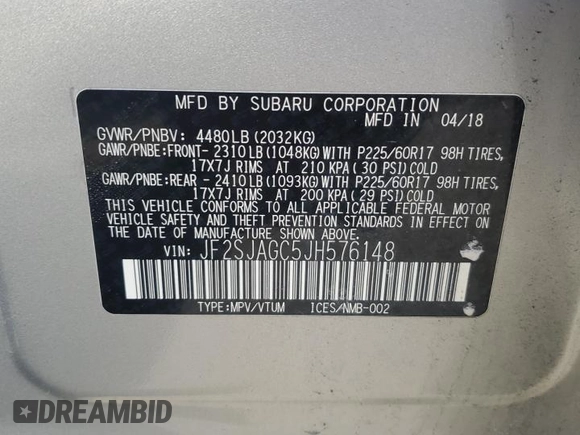 MFD BY SUBARU CORPORATION
MFD IN 04/18
GVWR/PNBV: 4480LB(2032KG)
GAWR/PNBE:FRONT- 2310LB(1048KG)WITH P225/60R17 98H TIRES,
17X7J RIMS AT 210 KPA(30 PSI)COLD
GAWR/PNBE:REAR - 2410LB(1093KG)WITH P225/60R17 98H TIRES,
17X7J RIMS AT 200 KPA(29 PSI)COLD
THIS VEHICLE CONFORMS TO ALL APPLICABLE FEDERAL MOTOR
VEHICLE SAFETY AND THEFT PREVENTION STANDARDS IN EFFECT
ON THE DATE OF MANUFACTURE SHOWN ABOVE.
VIN: JF2SJAGC5JH576148
TYPE:MPV/VTUM ICES/NMB-002
DREAMBID